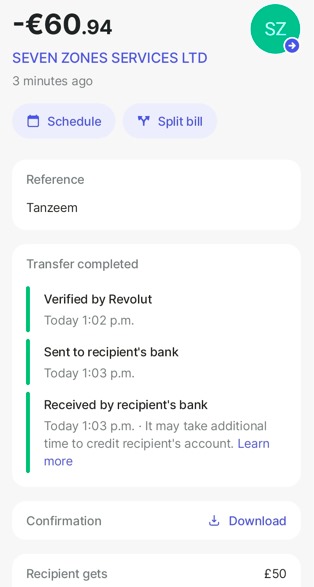 -€60.94
SZ
SEVEN ZONES SERVICES LTD
3 minutes ago
Schedule
Split bill
Reference
Tanzeem
Transfer completed
Verified by Revolut
Today 1:02 p.m.
Sent to recipient's bank
Today 1:03 p.m.
Received by recipient's bank
Today 1:03 p.m. · It may take additional
time to credit recipient's account. Learn
more
Confirmation
Download
Recipient gets
£50